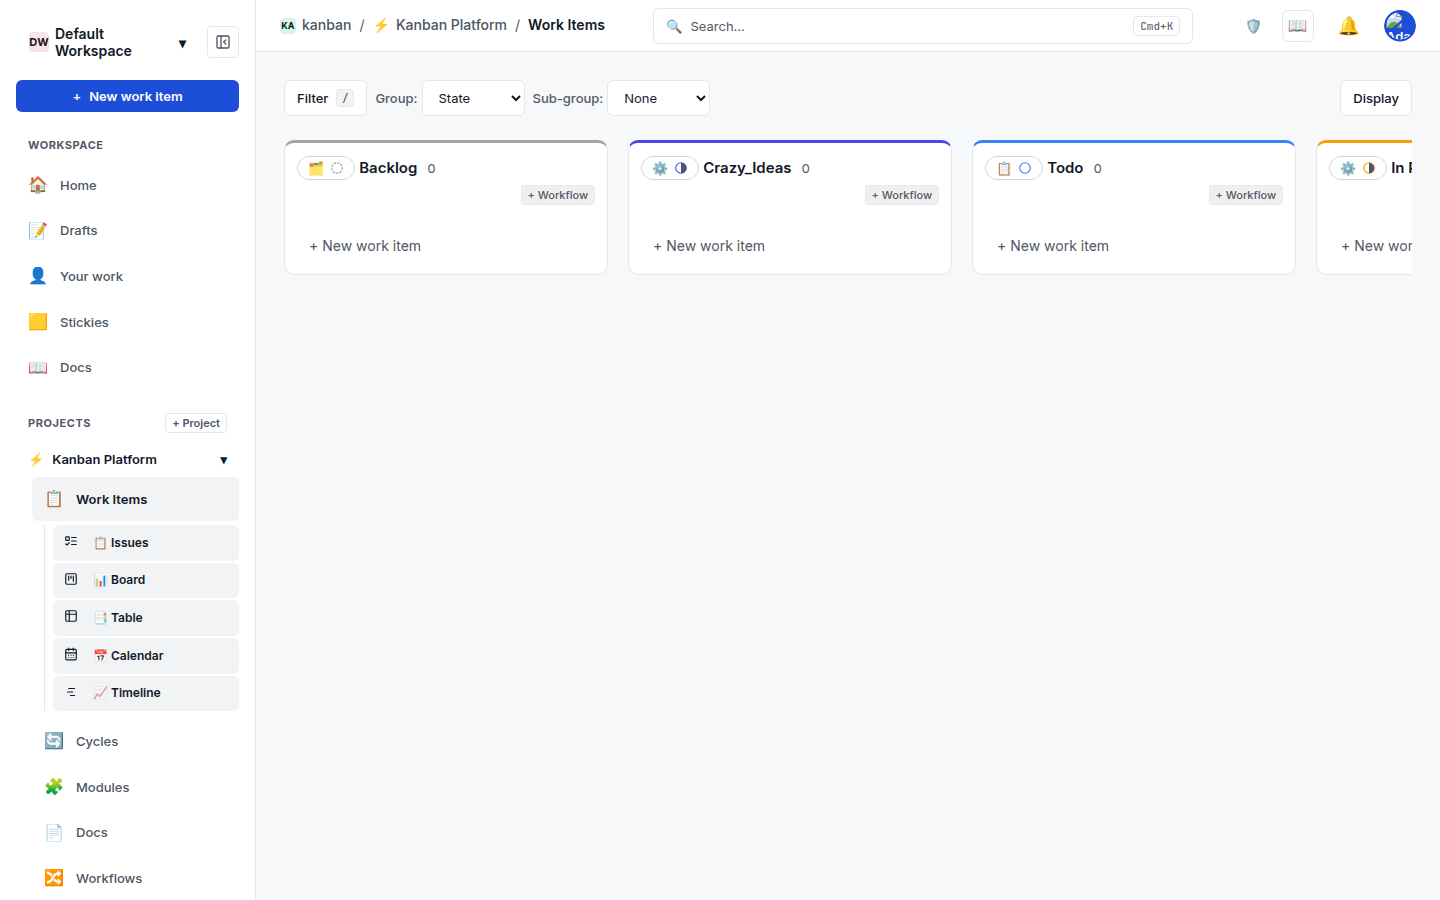 DW Default Workspace ▼
+ New work item
WORKSPACE
Home
Drafts
Your work
Stickies
Docs
PROJECTS + Project
Kanban Platform ▼
Work Items
Issues
Board
Table
Calendar
Timeline
Cycles
Modules
Docs
Workflows
KA kanban / Kanban Platform / Work Items
Search... Cmd+K
Ada
Filter / Group: State Sub-group: None Display
Backlog 0
+ Workflow
+ New work item
Crazy_Ideas 0
+ Workflow
+ New work item
Todo 0
+ Workflow
+ New work item
In
+ New